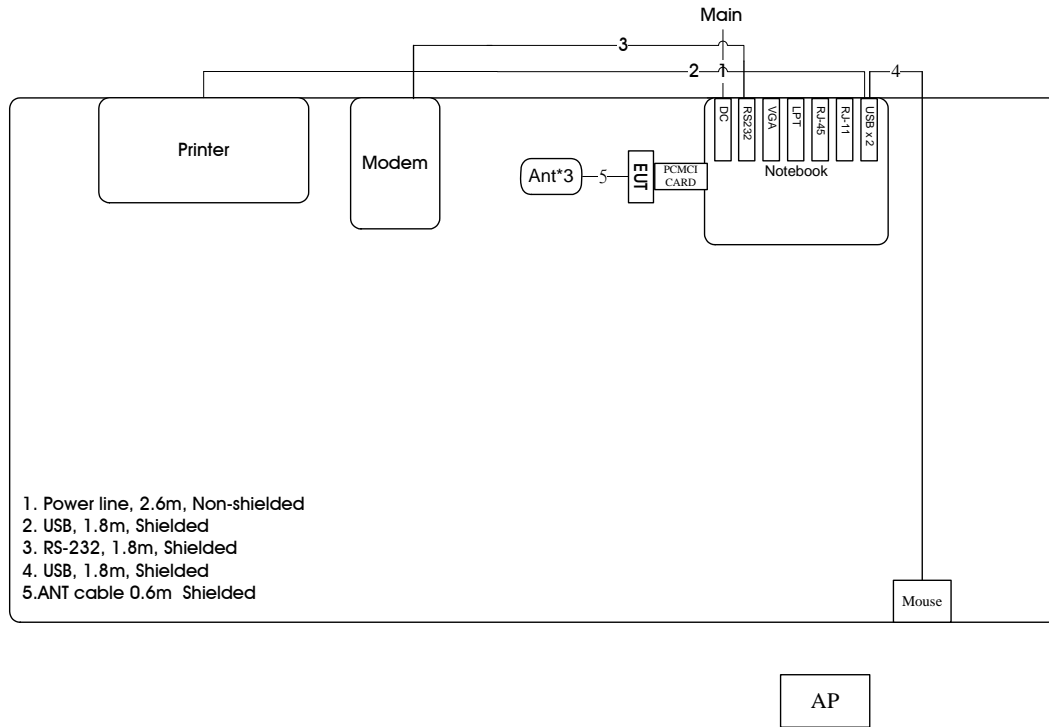 Main
3
2
1
4
Printer
Modem
DC
RS232
VGA
LPT
RJ-45
RJ-11
USB x 2
Notebook
Ant*3
5
EUT
PCMCI
CARD
1. Power line, 2.6m, Non-shielded
2. USB, 1.8m, Shielded
3. RS-232, 1.8m, Shielded
4. USB, 1.8m, Shielded
5.ANT cable 0.6m Shielded
Mouse
AP